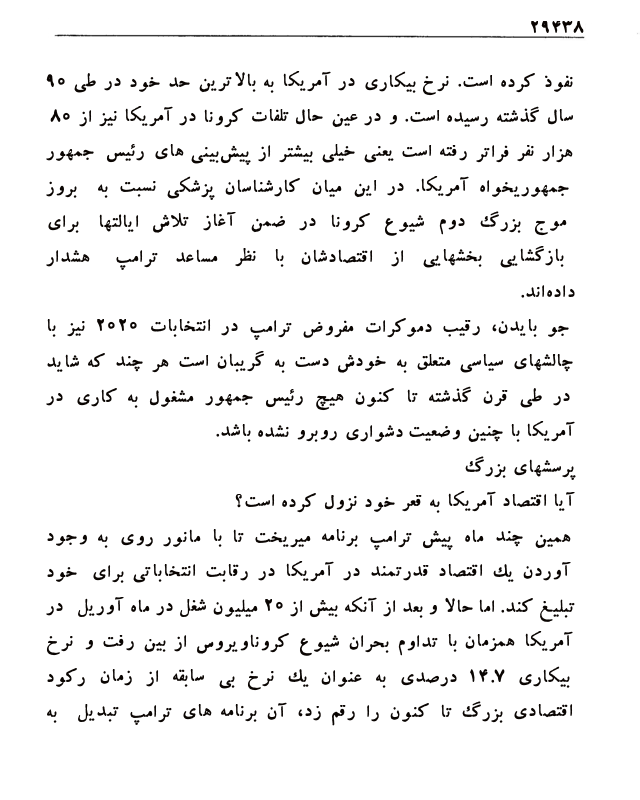 ۲۹۴۳۸
نفوذ کرده است. نرخ بیکاری در آمریکا به بالاترین حد خود در طی ۹۰
سال گذشته رسیده است. و در عین حال تلفات کرونا در آمریکا نیز از ۸۰
هزار نفر فراتر رفته است یعنی خیلی بیشتر از پیش‌بینی های رئیس جمهور
جمهوریخواه آمریکا. در این میان کارشناسان پزشکی نسبت به بروز
موج بزرگ دوم شیوع کرونا در ضمن آغاز تلاش ایالتها برای
بازگشایی بخشهایی از اقتصادشان با نظر مساعد ترامپ هشدار
داده‌اند.
جو بایدن، رقیب دموکرات مفروض ترامپ در انتخابات ۲۰۲۰ نیز با
چالشهای سیاسی متعلق به خودش دست به گریبان است هر چند که شاید
در طی قرن گذشته تا کنون هیچ رئیس جمهور مشغول به کاری در
آمریکا با چنین وضعیت دشواری روبرو نشده باشد.
پرسشهای بزرگ
آیا اقتصاد آمریکا به قعر خود نزول کرده است؟
همین چند ماه پیش ترامپ برنامه میریخت تا با مانور روی به وجود
آوردن یك اقتصاد قدرتمند در آمریکا در رقابت انتخاباتی برای خود
تبلیغ کند. اما حالا و بعد از آنکه بیش از ۲۰ میلیون شغل در ماه آوریل در
آمریکا همزمان با تداوم بحران شیوع کروناویروس از بین رفت و نرخ
بیکاری ۱۴.۷ درصدی به عنوان یك نرخ بی سابقه از زمان رکود
اقتصادی بزرگ تا کنون را رقم زد، آن برنامه های ترامپ تبدیل به